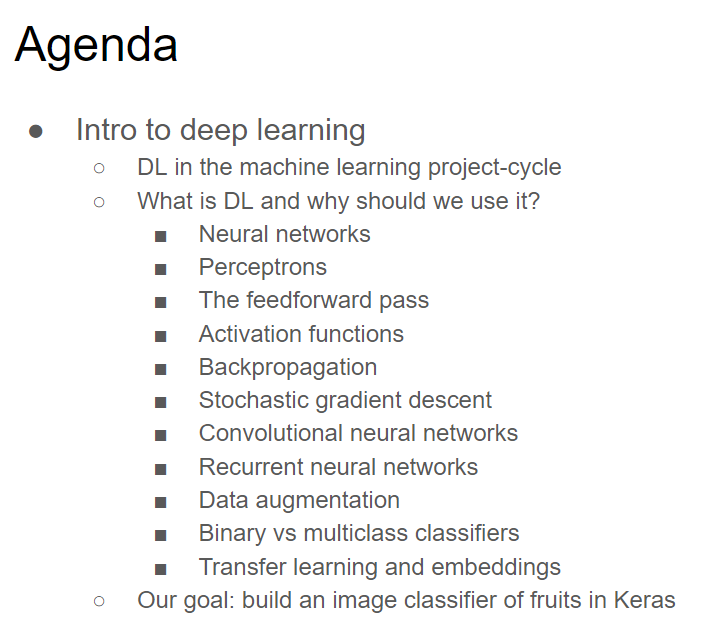 Agenda
● Intro to deep learning
○ DL in the machine learning project-cycle
○ What is DL and why should we use it?
■ Neural networks
■ Perceptrons
■ The feedforward pass
■ Activation functions
■ Backpropagation
■ Stochastic gradient descent
■ Convolutional neural networks
■ Recurrent neural networks
■ Data augmentation
■ Binary vs multiclass classifiers
■ Transfer learning and embeddings
○ Our goal: build an image classifier of fruits in Keras